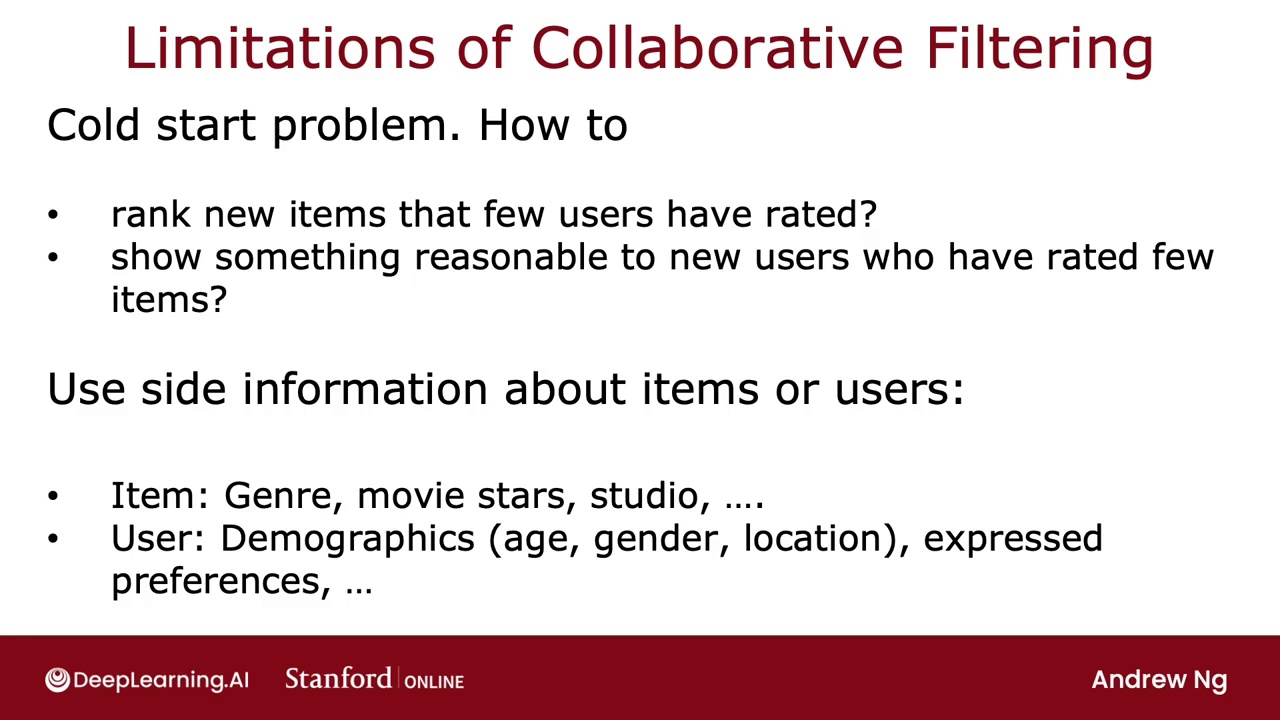 Limitations of Collaborative Filtering
Cold start problem. How to
• rank new items that few users have rated?
• show something reasonable to new users who have rated few
items?
Use side information about items or users:
• Item: Genre, movie stars, studio, ….
• User: Demographics (age, gender, location), expressed
preferences, …
DeepLearning.AI Stanford ONLINE Andrew Ng